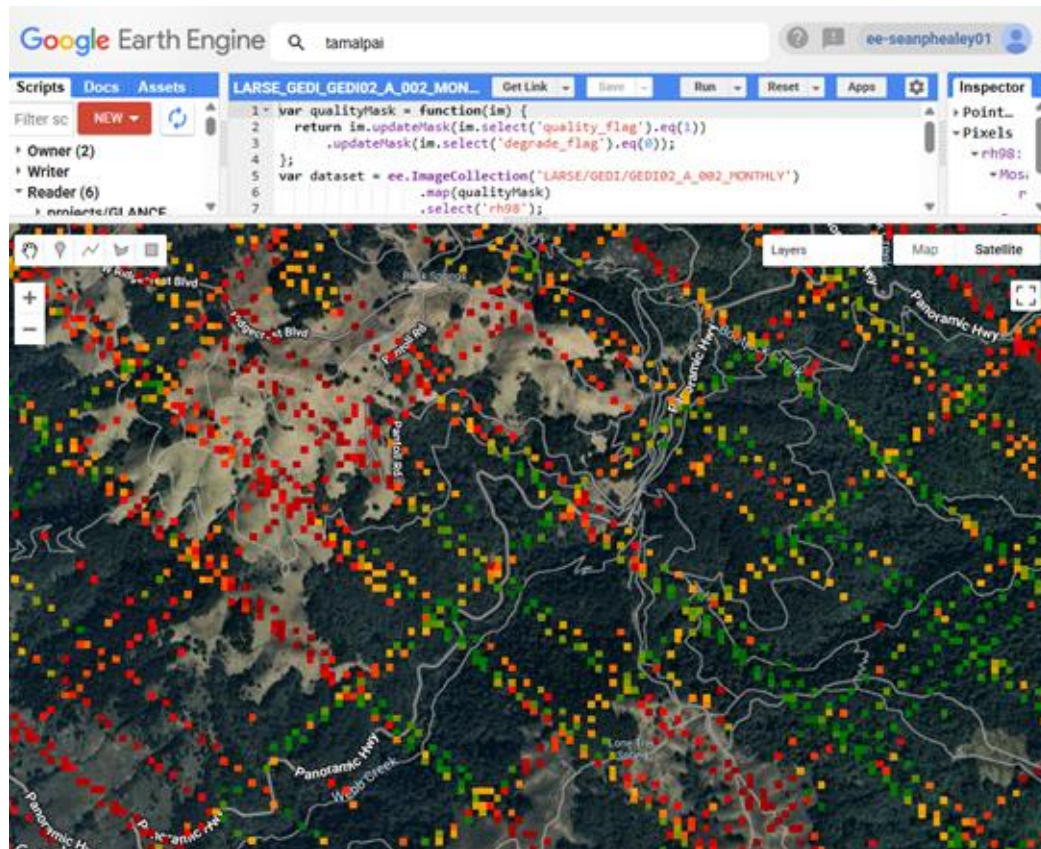 Google Earth Engine
tamalpai
ee-seanphealey01
Scripts Docs Assets
LARSE_GEDI_GEDI02_A_002_MON...
Get Link
Save
Run
Reset
Apps
Inspector
Filter sc
NEW
Owner (2)
Writer
Reader (6)
projects/GLANCE
1 var qualityMask = function(im) {
2 return im.updateMask(im.select('quality_flag').eq(1))
3 .updateMask(im.select('degrade_flag').eq(0));
4 };
5 var dataset = ee.ImageCollection('LARSE/GEDI/GEDI02_A_002_MONTHLY')
6 .map(qualityMask)
7 .select('rh98');
Point...
Pixels
rh98:
Mos
r
Layers
Map
Satellite
Ridgecrest Blvd
Pantoll Rd
Pantoll Rd
Panoramic Hwy
Panoramic Hwy
Panoramic Hwy
Webb Creek
Panoramic